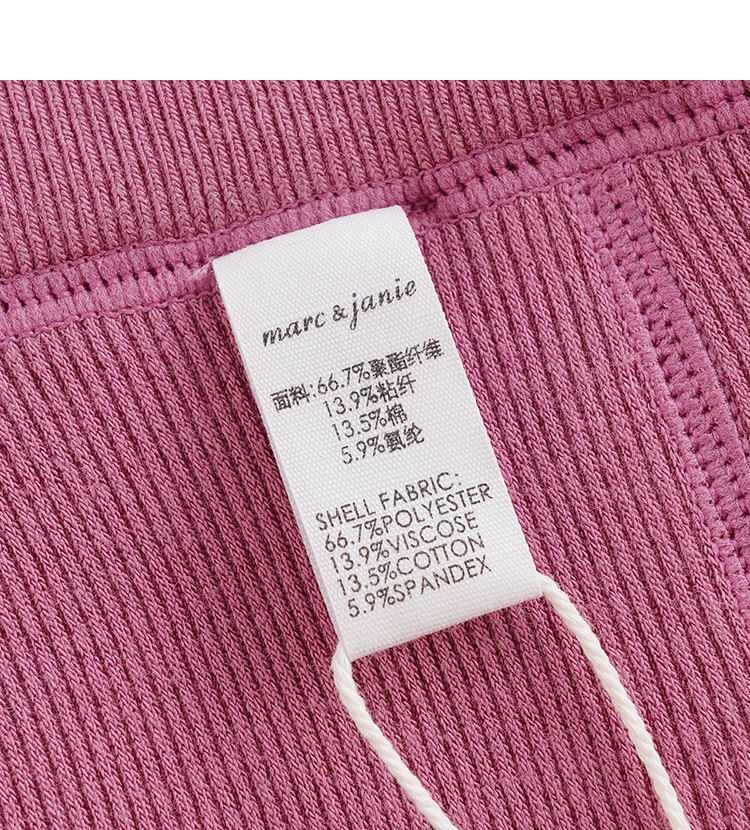 marc & janie
面料:66.7%聚酯纤维
13.9%粘纤
13.5%棉
5.9%氨纶
SHELL FABRIC:
66.7%POLYESTER
13.9%VISCOSE
13.5%COTTON
5.9%SPANDEX